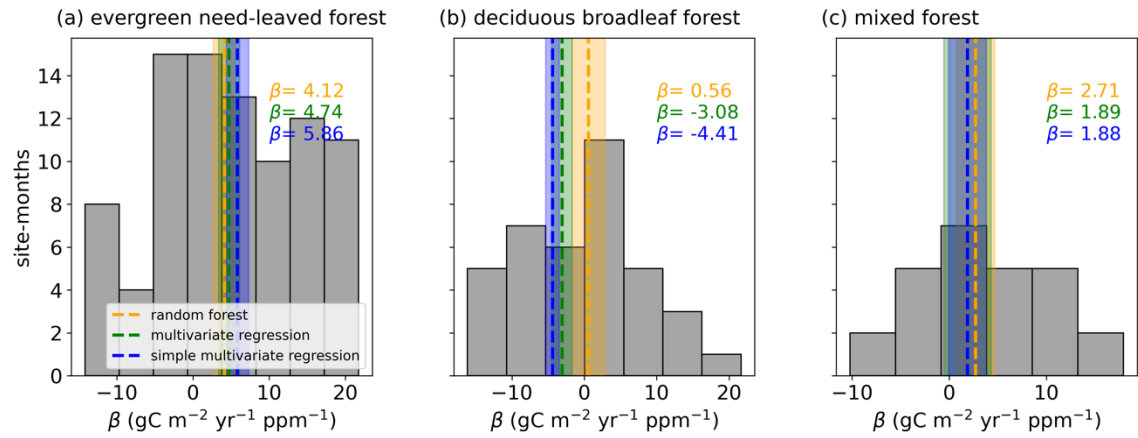 (a) evergreen need-leaved forest
(b) deciduous broadleaf forest
(c) mixed forest
site-months
14
12
10
8
6
4
2
0
β= 4.12
β= 4.74
β= 5.86
random forest
multivariate regression
simple multivariate regression
−10 0 10 20
β (gC m⁻² yr⁻¹ ppm⁻¹)
β= 0.56
β= -3.08
β= -4.41
−10 0 10 20
β (gC m⁻² yr⁻¹ ppm⁻¹)
β= 2.71
β= 1.89
β= 1.88
−10 0 10
β (gC m⁻² yr⁻¹ ppm⁻¹)